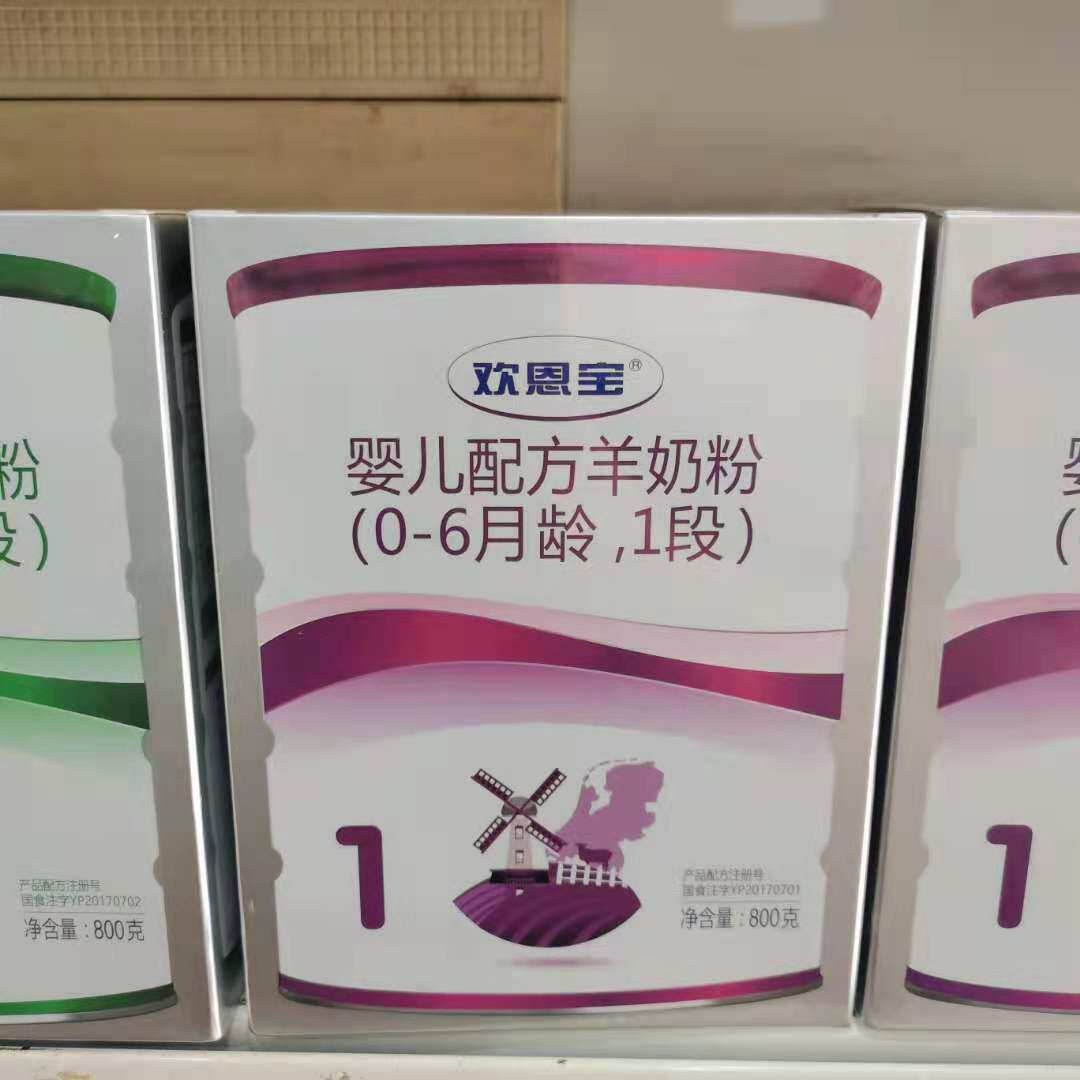 粉
段)
产品配方注册号
国食注字YP20170702
净含量：800克
欢恩宝®
婴儿配方羊奶粉
(0-6月龄,1段)
1
产品配方注册号
国食注字YP20170701
净含量：800克
(
1